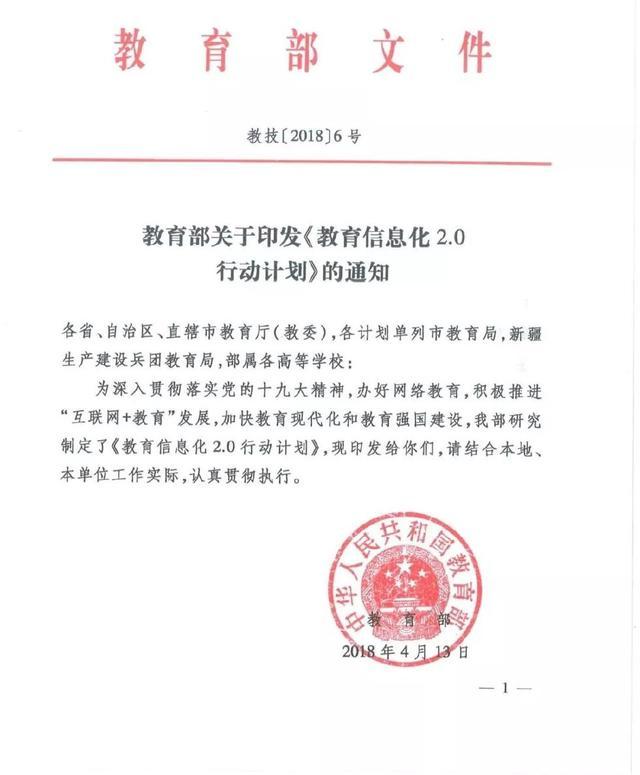 教育部文件
教技〔2018〕6号
教育部关于印发《教育信息化2.0
行动计划》的通知
各省、自治区、直辖市教育厅(教委),各计划单列市教育局,新疆
生产建设兵团教育局,部属各高等学校:
为深入贯彻落实党的十九大精神,办好网络教育,积极推进
“互联网+教育”发展,加快教育现代化和教育强国建设,我部研究
制定了《教育信息化2.0行动计划》,现印发给你们,请结合本地、
本单位工作实际,认真贯彻执行。
中华人民共和国教育部
教育部
2018年4月13日
— 1 —